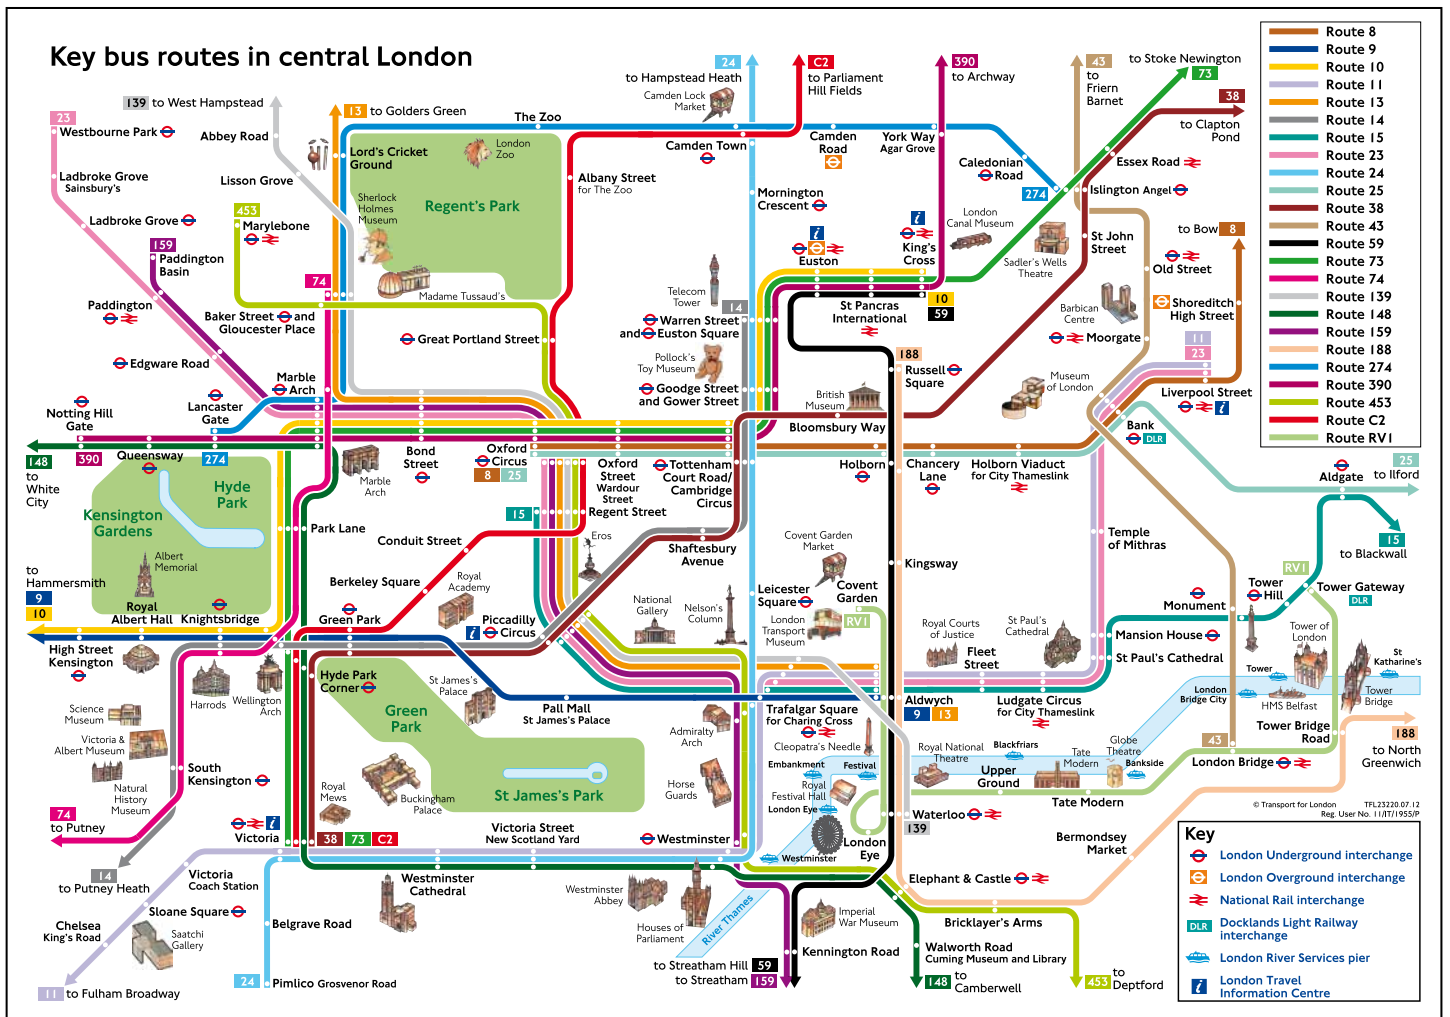 Key bus routes in central London
139 to West Hampstead
Abbey Road
Lisson Grove
13 to Golders Green
Lord's Cricket
Ground
The Zoo
London
Zoo
Sherlock
Holmes
Museum
Regent's Park
Madame Tussaud's
24
to Hampstead Heath
Camden Lock
Market
C2
to Parliament
Hill Fields
390
to Archway
43
to
Friern
Barnet
to Stoke Newington
73
38
to Clapton
Pond
Route 8
Route 9
Route 10
Route 11
Route 13
Route 14
Route 15
Route 23
Route 24
Route 25
Route 38
Route 43
Route 59
Route 73
Route 74
Route 139
Route 148
Route 159
Route 188
Route 274
Route 390
Route 453
Route C2
Route RV1
23
Westbourne Park
Ladbroke Grove
Sainsbury's
Ladbroke Grove
159
Paddington
Basin
453
Marylebone
Paddington
Edgware Road
74
Baker Street and
Gloucester Place
Great Portland Street
Albany Street
for The Zoo
Camden Town
Camden
Road
York Way
Agar Grove
Caledonian
Road
274
Essex Road
Islington Angel
Mornington
Crescent
Euston
King's
Cross
London
Canal Museum
Sadler's Wells
Theatre
St John
Street
to Bow 8
Old Street
Barbican
Centre
Shoreditch
High Street
Moorgate
11
23
Liverpool Street
Telecom
Tower
14
Warren Street
and Euston Square
St Pancras
International
10
59
Pollock's
Toy Museum
Goodge Street
and Gower Street
188
Russell
Square
British
Museum
Bloomsbury Way
Museum
of London
Bank
DLR
Marble
Arch
Lancaster
Gate
Notting Hill
Gate
148
to
White
City
390
Queensway
274
Hyde
Park
Kensington
Gardens
Marble
Arch
Bond
Street
Oxford
Circus
8 25
Oxford
Street
Wardour
Street
Regent Street
15
Tottenham
Court Road/
Cambridge
Circus
Holborn
Chancery
Lane
Holborn Viaduct
for City Thameslink
Aldgate
25
to Ilford
15
to Blackwall
Park Lane
Conduit Street
Eros
Shaftesbury
Avenue
Covent Garden
Market
Kingsway
Temple
of Mithras
Albert
Memorial
Royal
Albert Hall
Knightsbridge
to
Hammersmith
9
10
High Street
Kensington
Berkeley Square
Green Park
Royal
Academy
Piccadilly
Circus
National
Gallery
Nelson's
Column
Leicester
Square
Covent
Garden
London
Transport
Museum
RV1
Royal Courts
of Justice
Fleet
Street
St Paul's
Cathedral
Monument
Mansion House
St Paul's Cathedral
Tower
Hill
RV1
Tower Gateway
DLR
Tower of
London
St
Katharine's
Tower
Bridge
Tower
London
Bridge City
HMS Belfast
Tower Bridge
Road
Harrods
Wellington
Arch
Hyde Park
Corner
Green
Park
St James's
Palace
Pall Mall
St James's Palace
Admiralty
Arch
Trafalgar Square
for Charing Cross
Cleopatra's Needle
Aldwych
9 13
Ludgate Circus
for City Thameslink
43
London Bridge
188
to North
Greenwich
Science
Museum
Victoria &
Albert Museum
Natural
History
Museum
South
Kensington
74
to Putney
14
to Putney Heath
Royal
Mews
Buckingham
Palace
St James's Park
Horse
Guards
Embankment
Festival
Royal
Festival Hall
London Eye
Westminster
London
Eye
Royal National
Theatre
Blackfriars
Upper
Ground
Tate
Modern
Globe
Theatre
Bankside
Tate Modern
Waterloo
139
Victoria
38 73 C2
Victoria Street
New Scotland Yard
Westminster
Bermondsey
Market
Victoria
Coach Station
Sloane Square
Chelsea
King's Road
Saatchi
Gallery
11 to Fulham Broadway
Belgrave Road
24 Pimlico Grosvenor Road
Westminster
Cathedral
Westminster
Abbey
Houses of
Parliament
River Thames
to Streatham Hill 59
to Streatham 159
Imperial
War Museum
Kennington Road
Elephant & Castle
Bricklayer's Arms
Walworth Road
Cuming Museum and Library
148 to
Camberwell
453 to
Deptford
© Transport for London TFL23220.07.12
Reg. User No. 11/IT/1955/P
Key
London Underground interchange
London Overground interchange
National Rail interchange
DLR Docklands Light Railway
interchange
London River Services pier
London Travel
Information Centre